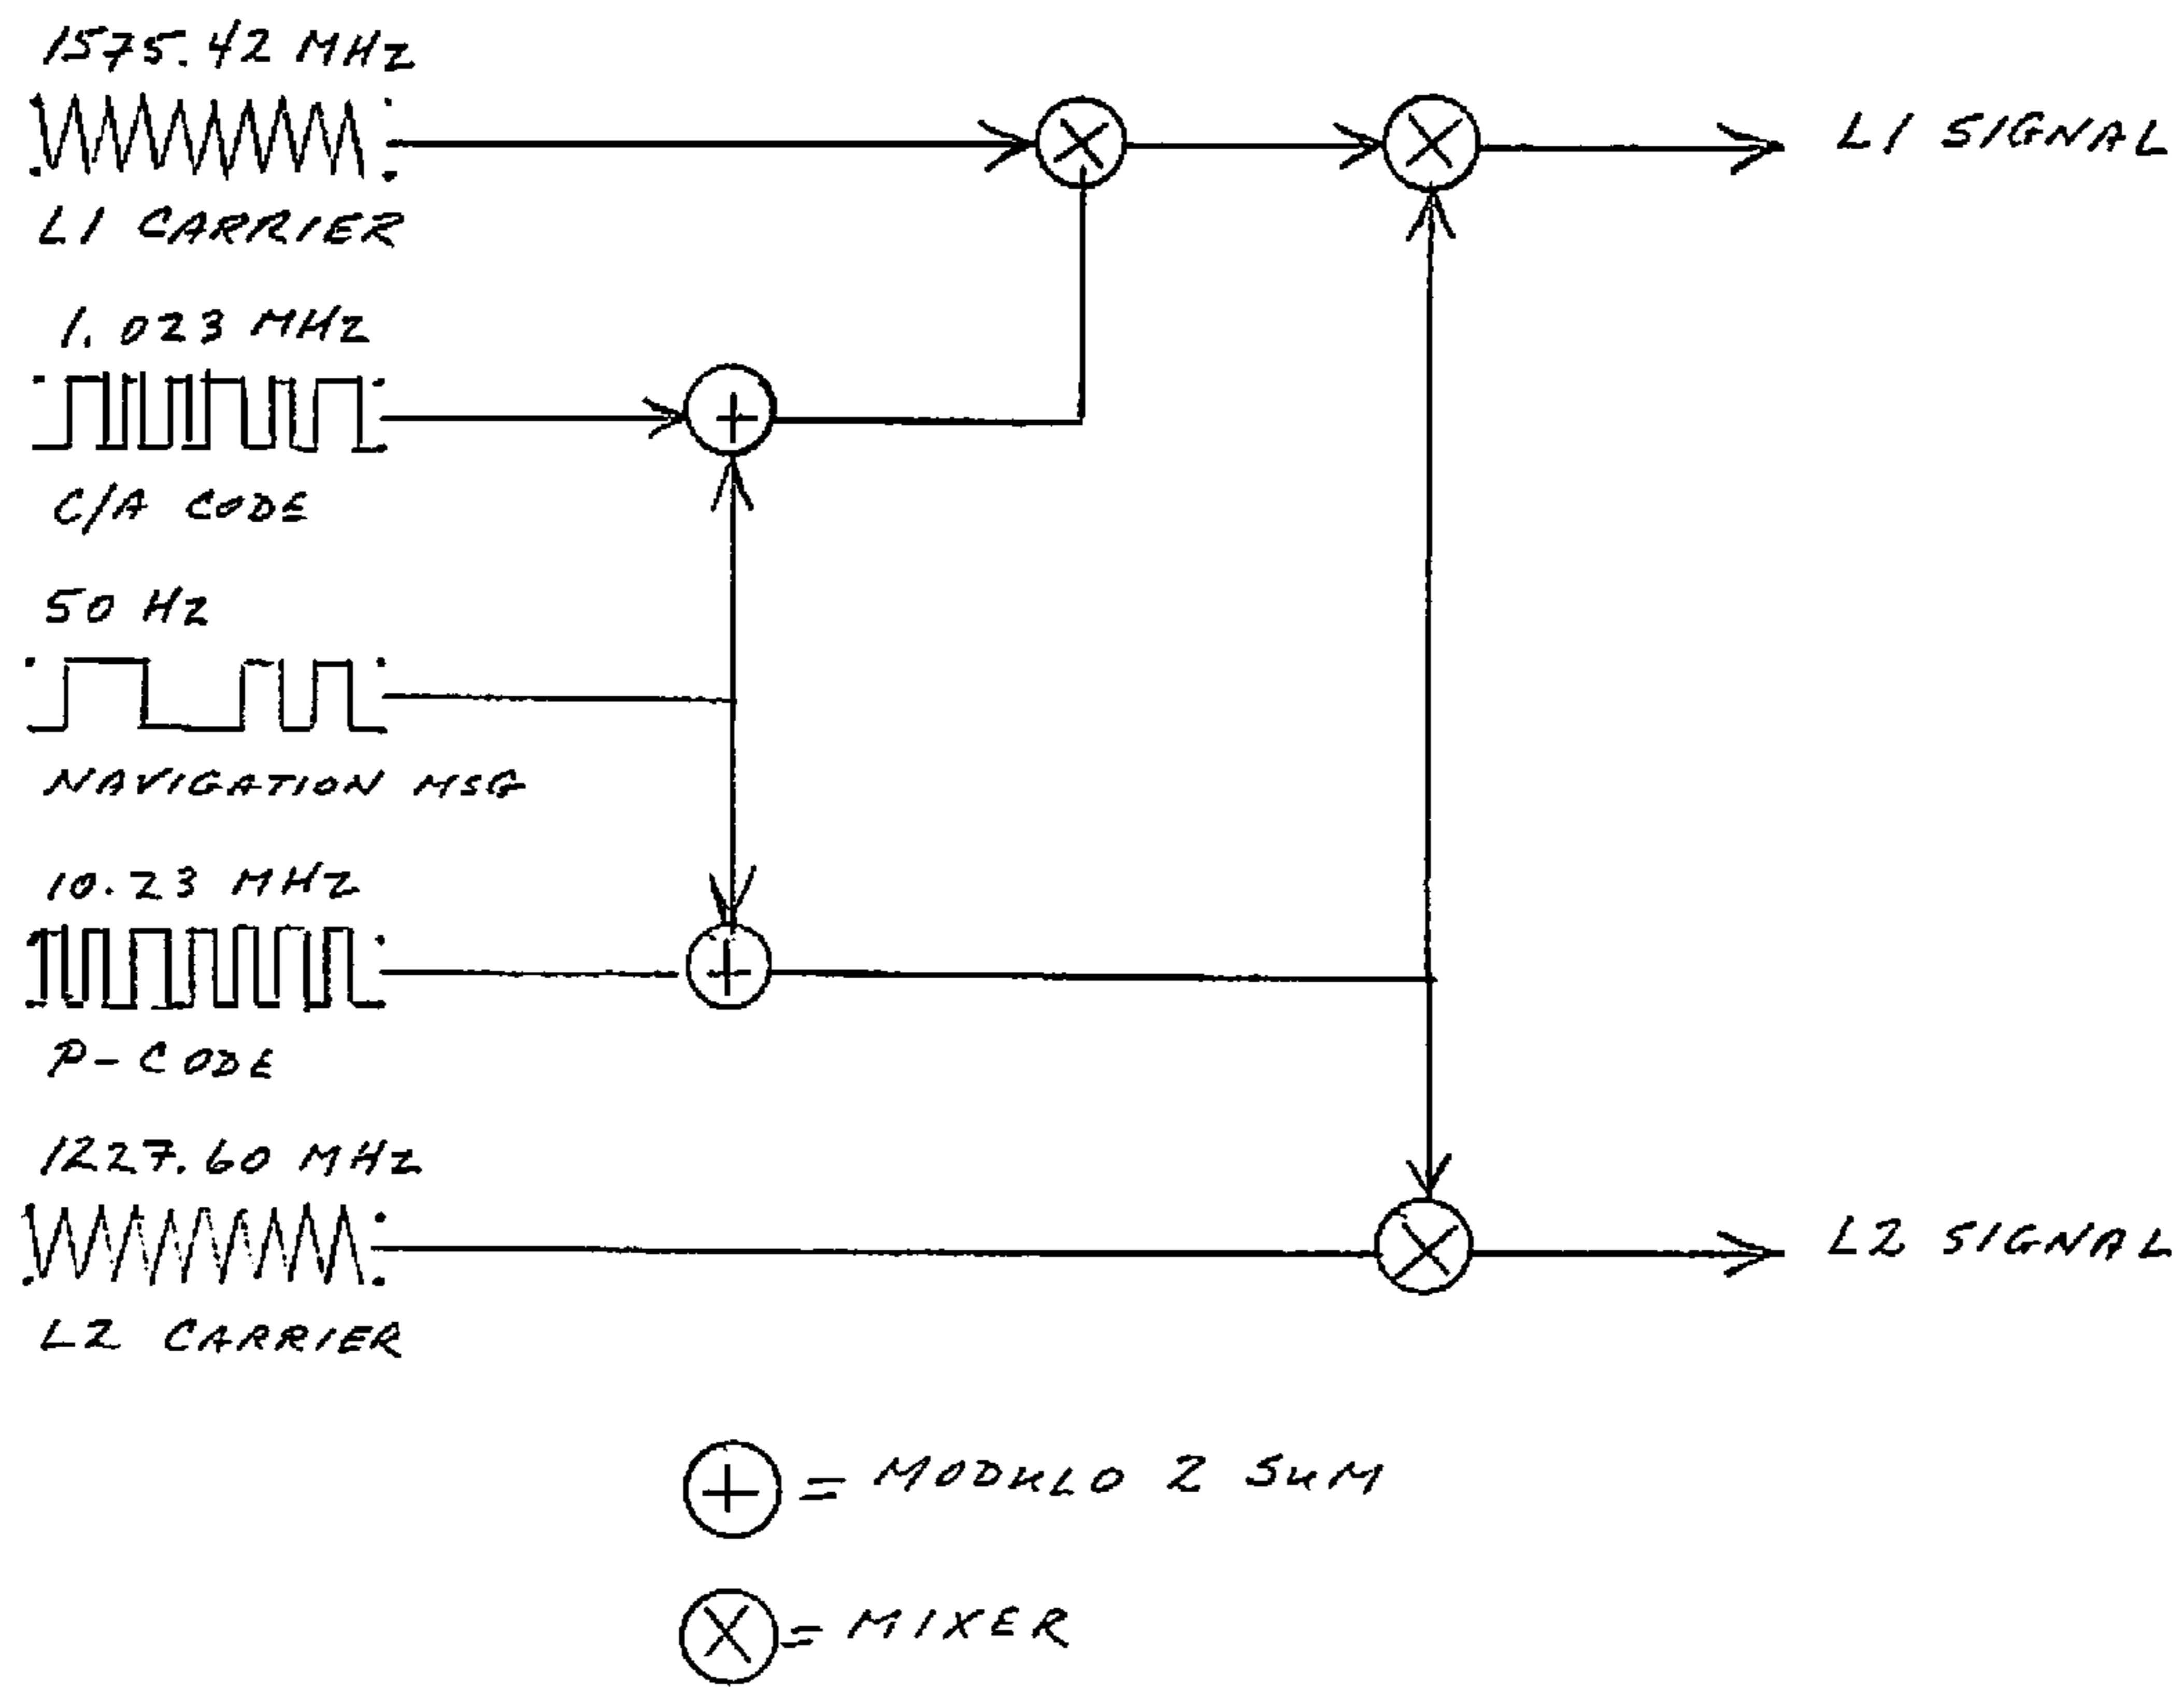 1575.42 MHz
L1 CARRIER
L1 SIGNAL
1.023 MHz
C/A CODE
50 Hz
NAVIGATION MSG
10.23 MHz
P-CODE
1227.60 MHz
L2 CARRIER
L2 SIGNAL
+ = MODULO 2 SUM
X = MIXER